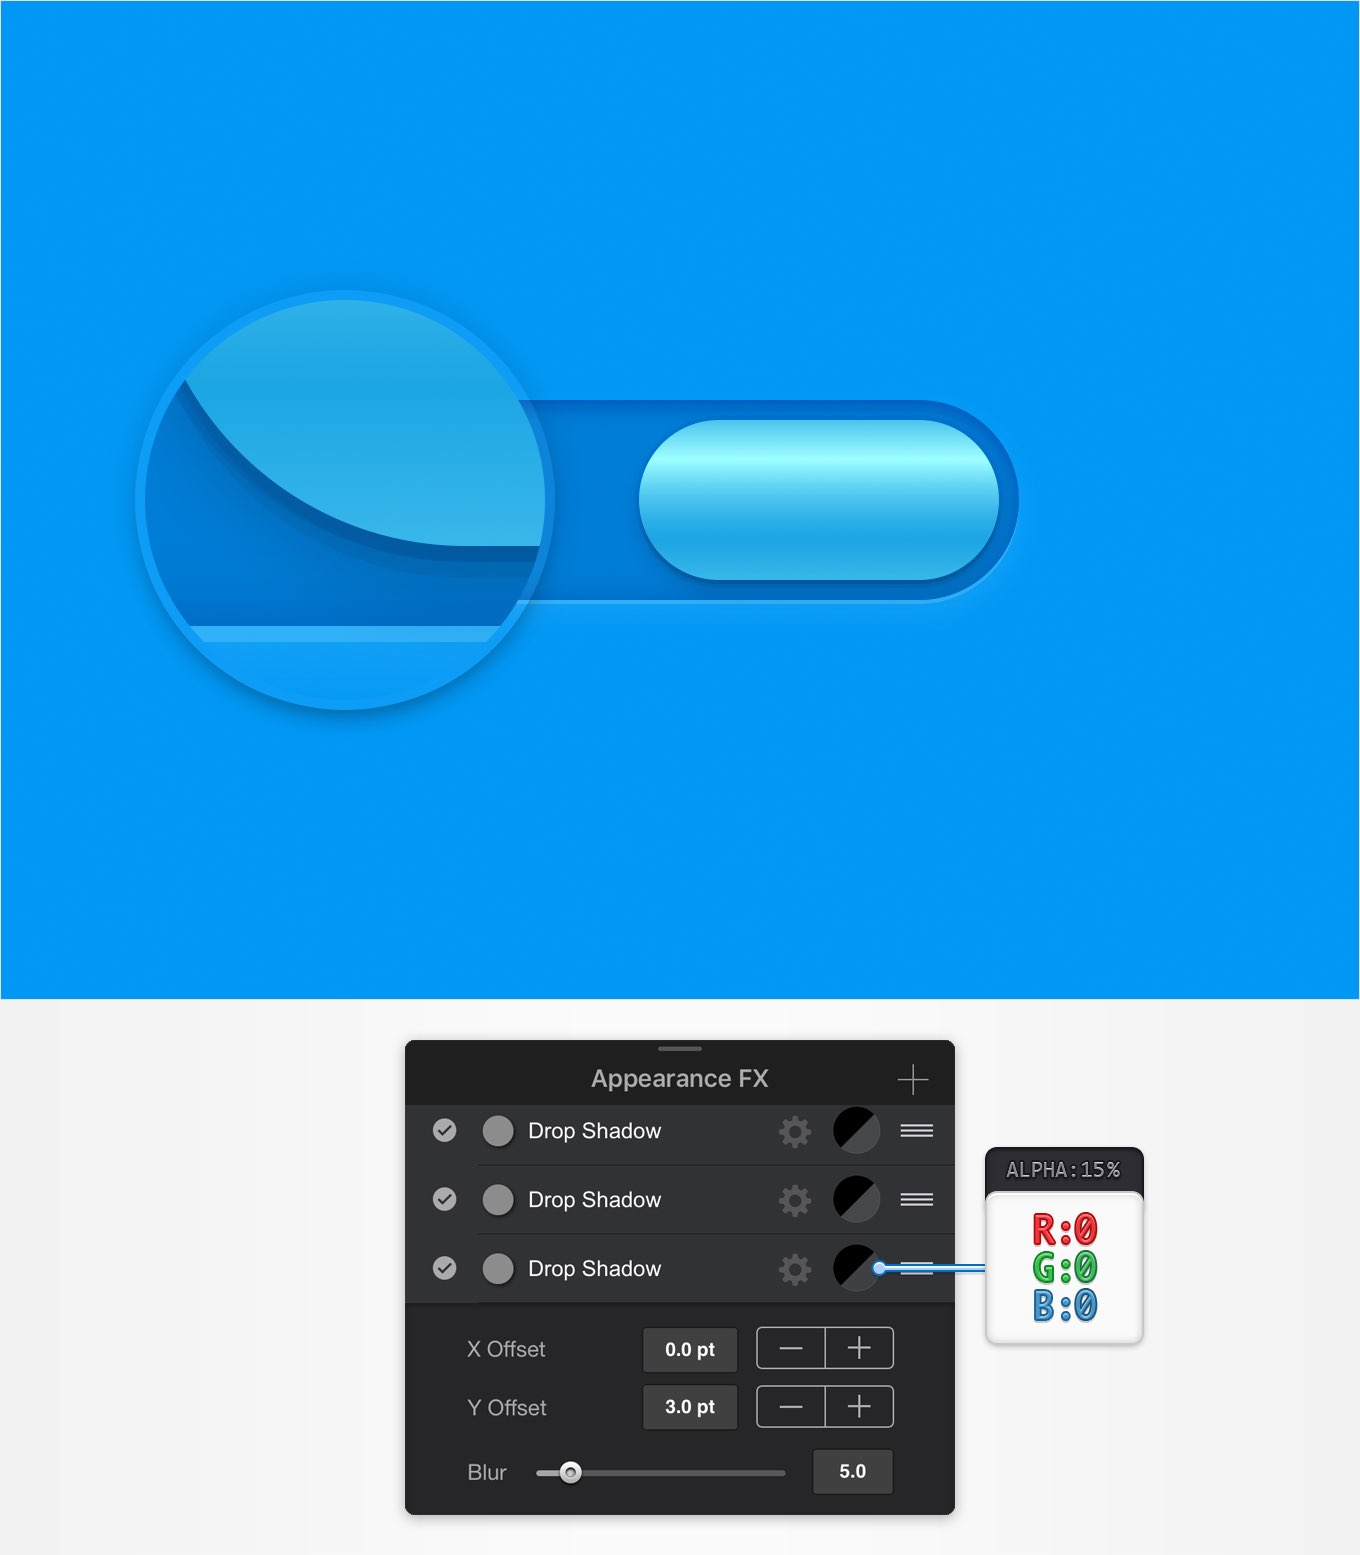 Appearance FX
Drop Shadow
Drop Shadow
Drop Shadow
ALPHA:15%
R:0
G:0
B:0
X Offset 0.0 pt
Y Offset 3.0 pt
Blur 5.0